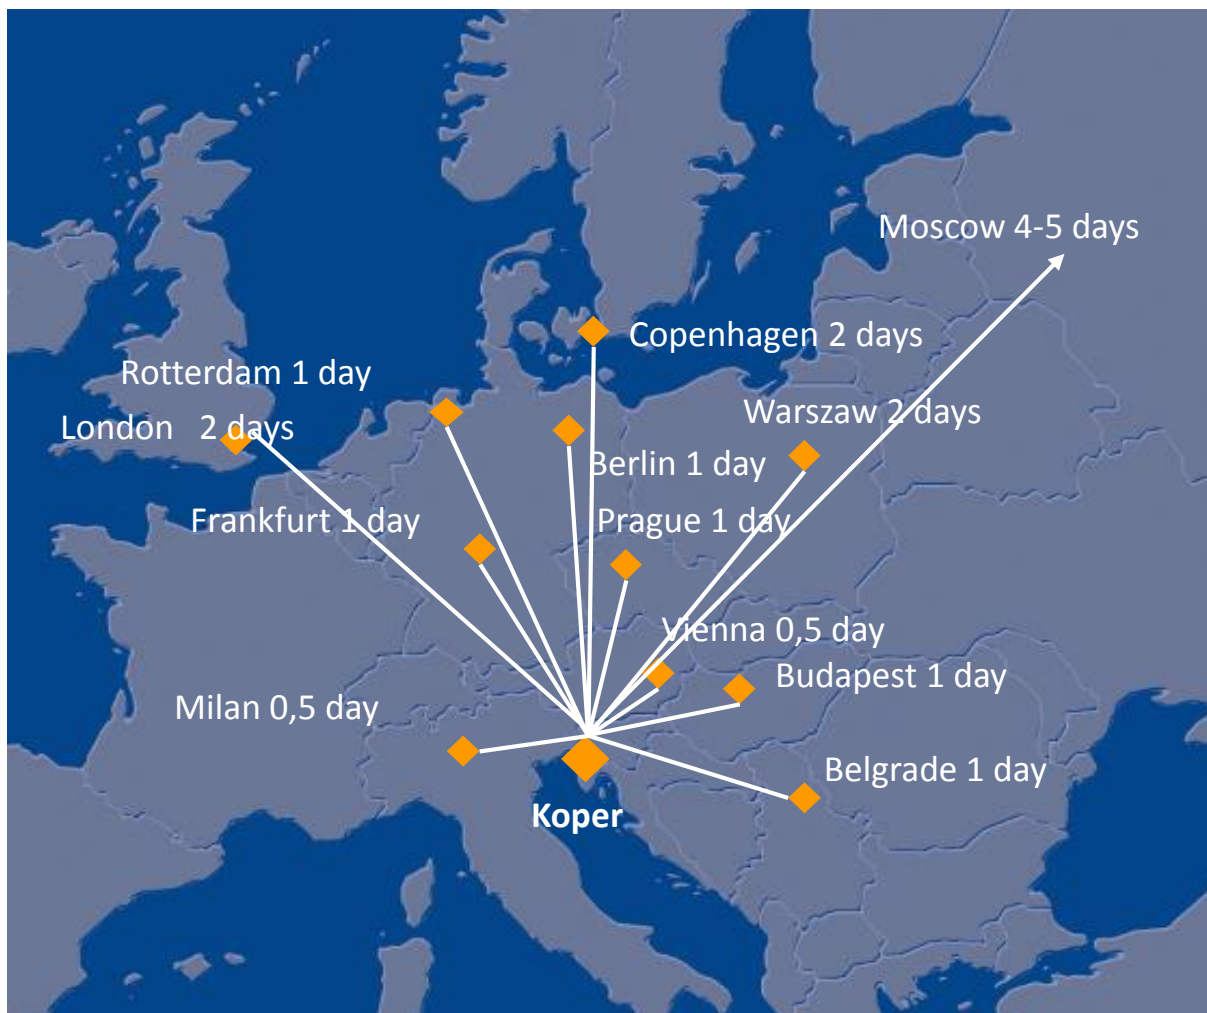 Moscow 4-5 days
Copenhagen 2 days
Rotterdam 1 day
Warszaw 2 days
London 2 days
Berlin 1 day
Frankfurt 1 day
Prague 1 day
Vienna 0,5 day
Budapest 1 day
Milan 0,5 day
Belgrade 1 day
Koper